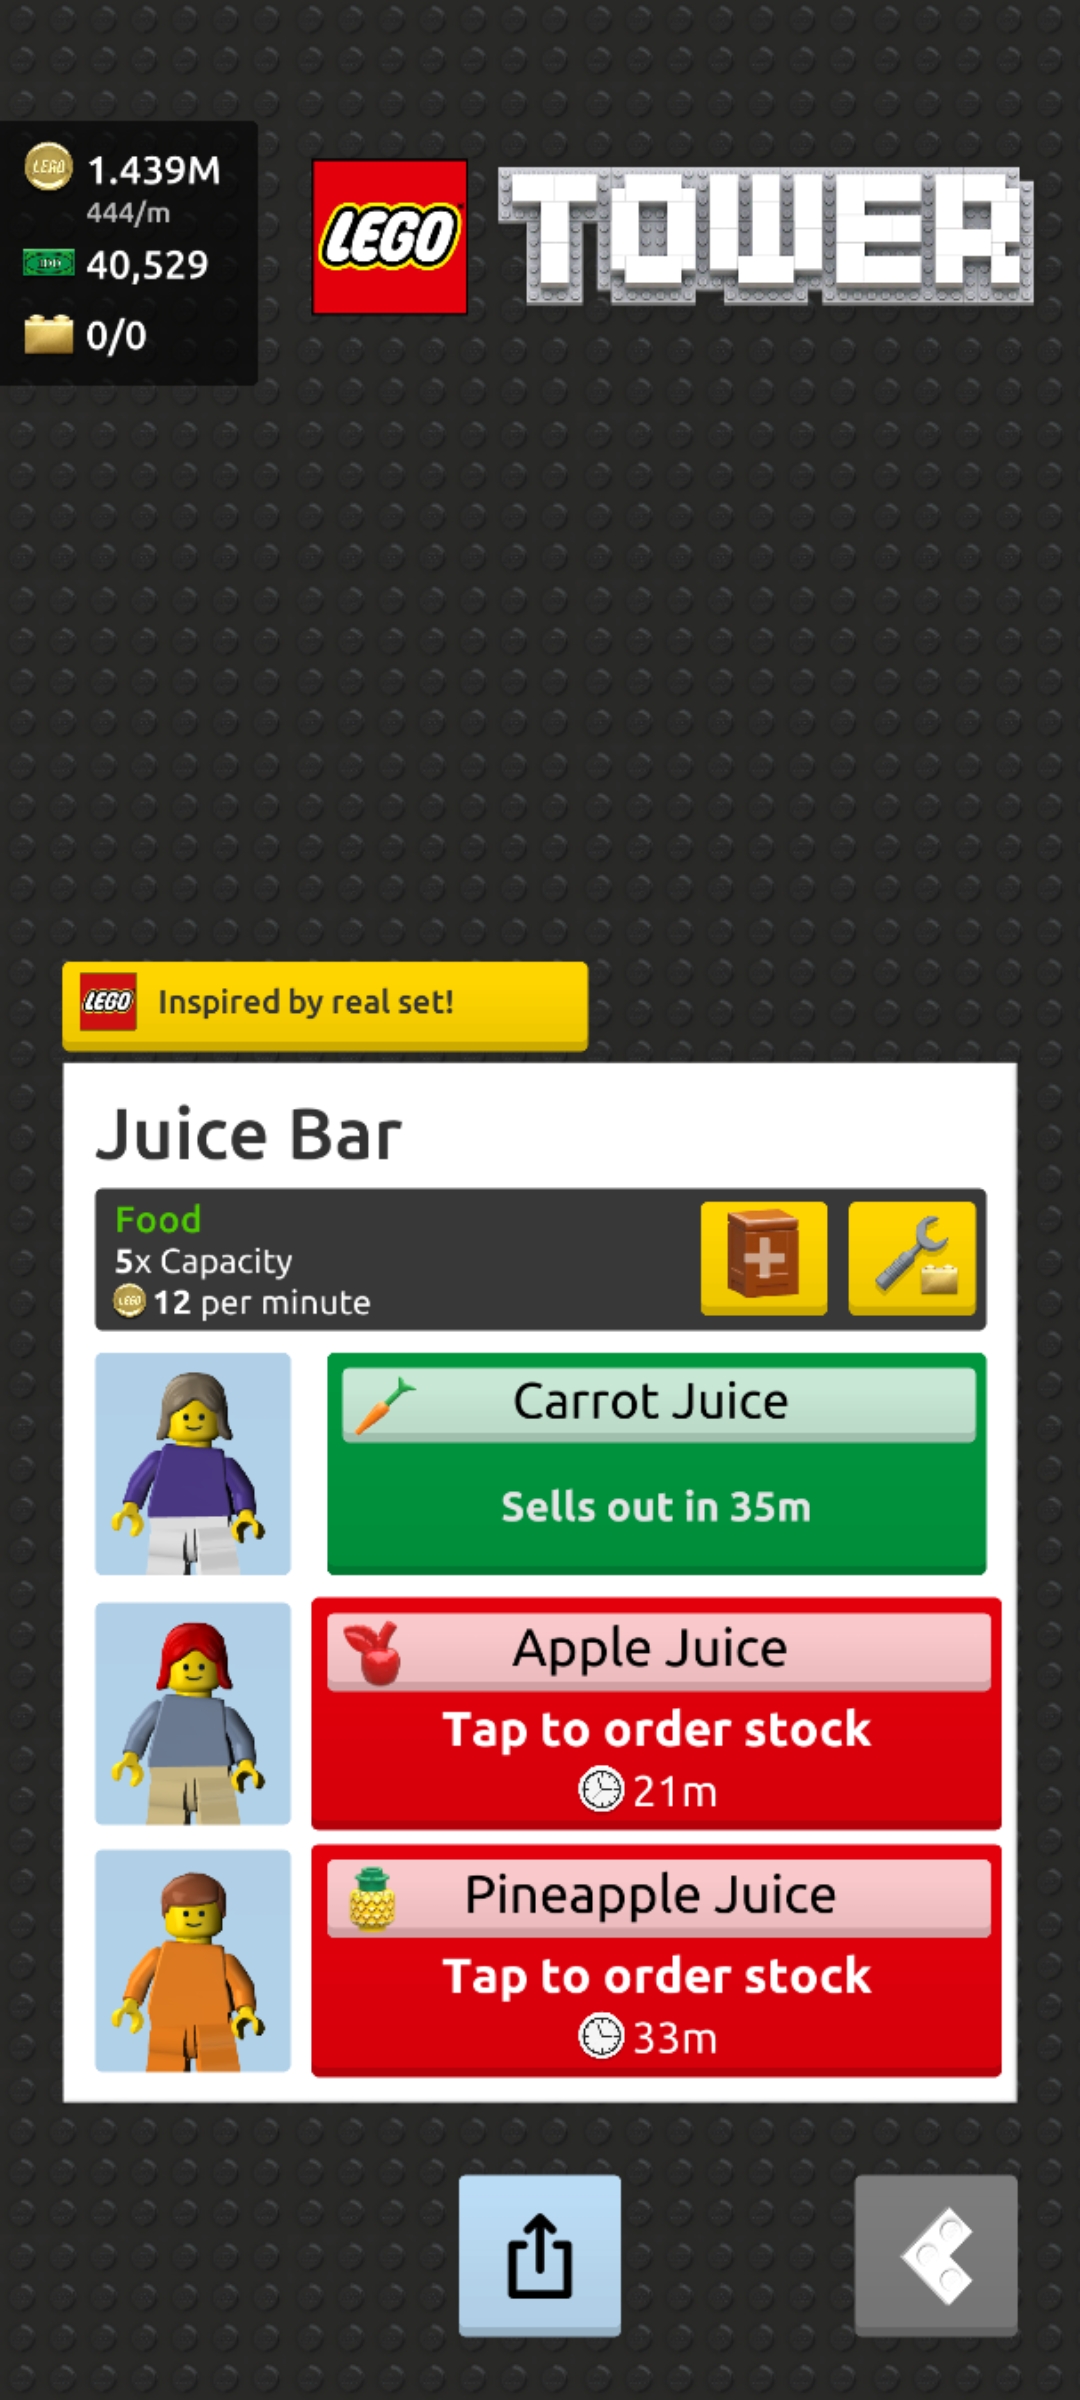 LEGO
1.439M
444/m
40,529
0/0
LEGO TOWER
LEGO Inspired by real set!
Juice Bar
Food
5x Capacity
LEGO 12 per minute
Carrot Juice
Sells out in 35m
Apple Juice
Tap to order stock
21m
Pineapple Juice
Tap to order stock
33m